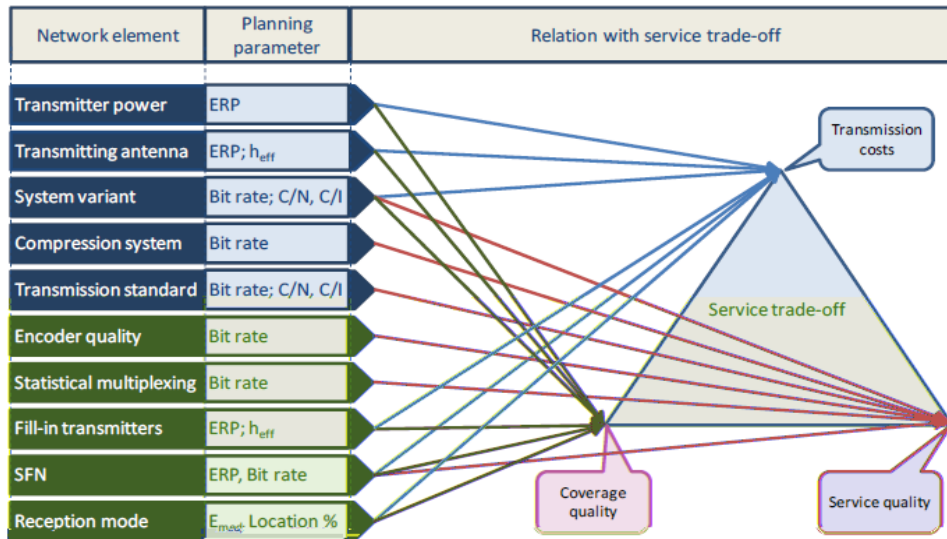 Network element
Planning
parameter
Relation with service trade-off
Transmitter power
ERP
Transmitting antenna
ERP; heff
System variant
Bit rate; C/N, C/I
Compression system
Bit rate
Transmission standard
Bit rate; C/N, C/I
Encoder quality
Bit rate
Statistical multiplexing
Bit rate
Fill-in transmitters
ERP; heff
SFN
ERP, Bit rate
Reception mode
Emed; Location %
Transmission
costs
Service trade-off
Coverage
quality
Service quality